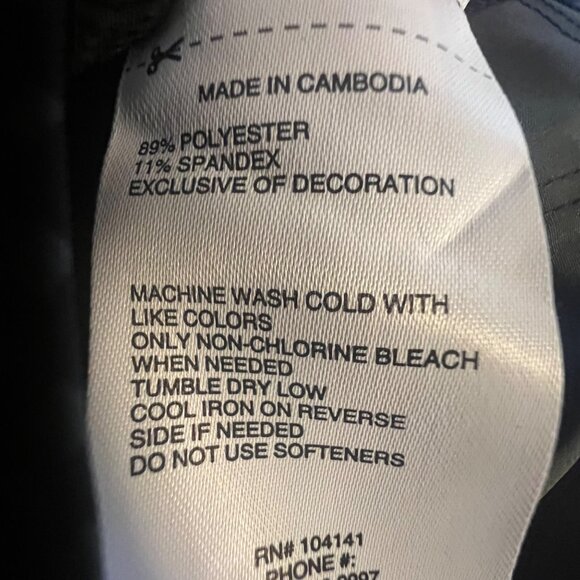 MADE IN CAMBODIA
89% POLYESTER
11% SPANDEX
EXCLUSIVE OF DECORATION
MACHINE WASH COLD WITH
LIKE COLORS
ONLY NON-CHLORINE BLEACH
WHEN NEEDED
TUMBLE DRY LOW
COOL IRON ON REVERSE
SIDE IF NEEDED
DO NOT USE SOFTENERS
RN# 104141
PHONE #: